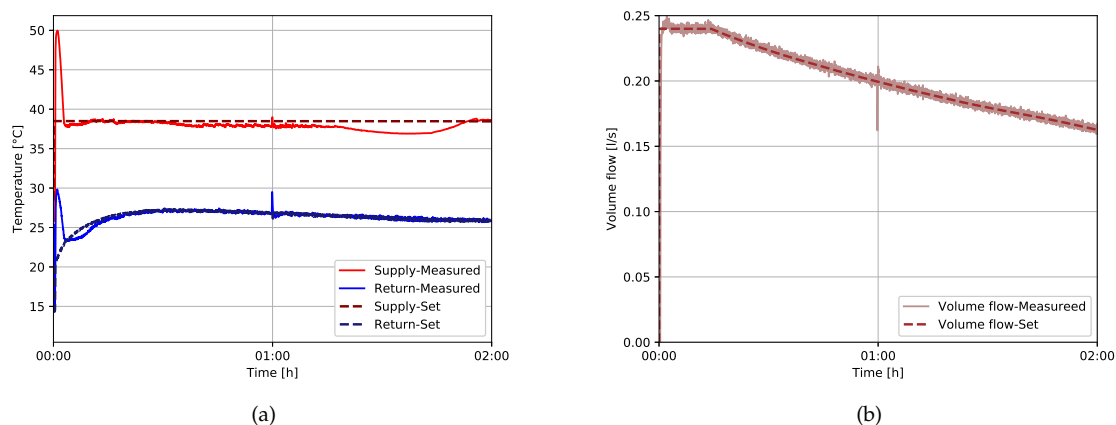 50
45
40
35
30
25
20
15
Temperature [°C]
Supply-Measured
Return-Measured
Supply-Set
Return-Set
00:00
01:00
02:00
Time [h]
(a)
0.25
0.20
0.15
0.10
0.05
0.00
Volume flow [l/s]
Volume flow-Measureed
Volume flow-Set
00:00
01:00
02:00
Time [h]
(b)